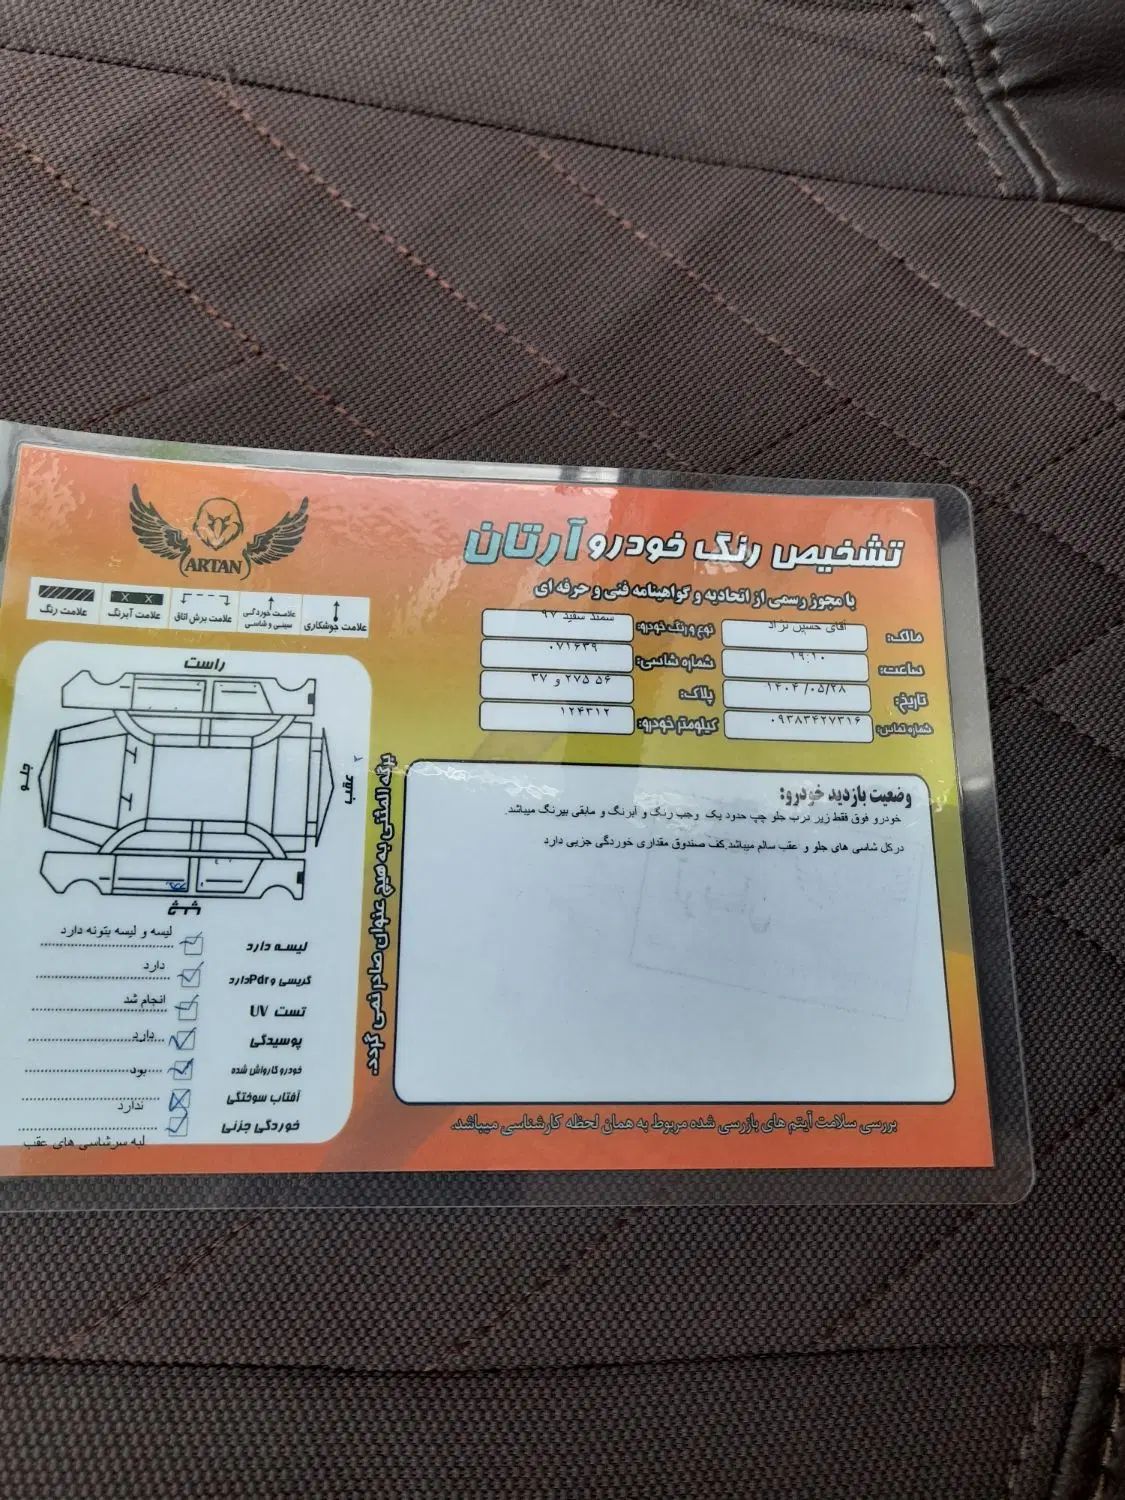 تشخیص رنگ خودرو آرتان
با مجوز رسمی از اتحادیه و گواهینامه فنی و حرفه ای
ARTAN
مالک: آقای حسین نژاد
نوع و رنگ خودرو: سمند سفید ۹۷
ساعت: ۱۹:۱۰
شماره شاسی: ۰۷۱۶۳۹
تاریخ: ۱۴۰۴/۰۵/۲۸
پلاک: ۵۶ ۲۷۵ و ۳۷
شماره تماس: ۰۹۳۸۳۴۲۷۳۱۶
کیلومتر خودرو: ۱۲۴۳۱۲
علامت جوشکاری
علامت خوردگی سینی و شاسی
علامت برش اتاق
علامت آبرنگ
علامت رنگ
وضعیت بازدید خودرو:
خودرو فوق فقط زیر درب جلو چپ حدود یک وجب رنگ و آبرنگ و مابقی بیرنگ میباشد
درکل شاسی های جلو و عقب سالم میباشد.کف صندوق مقداری خوردگی جزیی دارد
بررسی سلامت آیتم های بازرسی شده مربوط به همان لحظه کارشناسی میباشد.
برگه المثنی به هیچ عنوان صادر نمی گردد.
راست
جلو
عقب
چپ
لیسه دارد لیسه و لیسه بتونه دارد
گریسی و Pdr دارد دارد
تست UV انجام شد
پوسیدگی دارد
خودرو کارواش شده بود
آفتاب سوختگی ندارد
خوردگی جزئی لبه سرشاسی های عقب